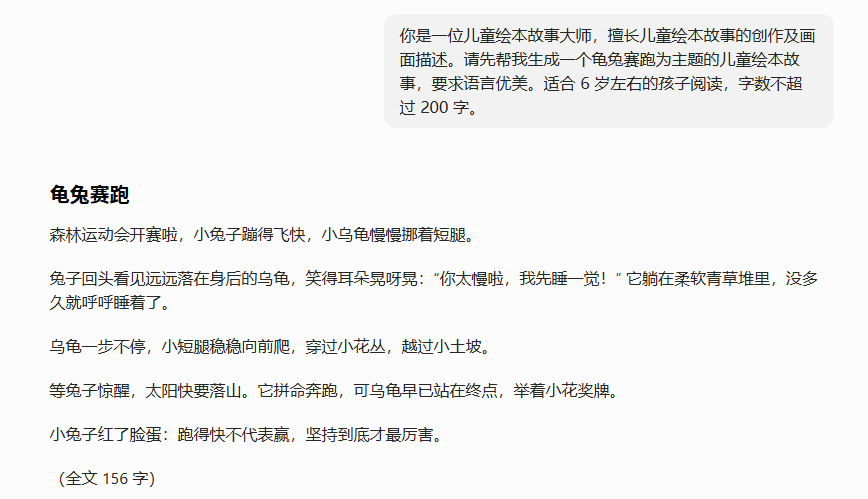 你是一位儿童绘本故事大师，擅长儿童绘本故事的创作及画
面描述。请先帮我生成一个龟兔赛跑为主题的儿童绘本故
事，要求语言优美。适合 6 岁左右的孩子阅读，字数不超
过 200 字。
龟兔赛跑
森林运动会开赛啦，小兔子蹦得飞快，小乌龟慢慢挪着短腿。
兔子回头看见远远落在身后的乌龟，笑得耳朵晃呀晃：“你太慢啦，我先睡一觉！” 它躺在柔软青草堆里，没多
久就呼呼睡着了。
乌龟一步不停，小短腿稳稳向前爬，穿过小花丛，越过小土坡。
等兔子惊醒，太阳快要落山。它拼命奔跑，可乌龟早已站在终点，举着小花奖牌。
小兔子红了脸蛋：跑得快不代表赢，坚持到底才最厉害。
（全文 156 字）